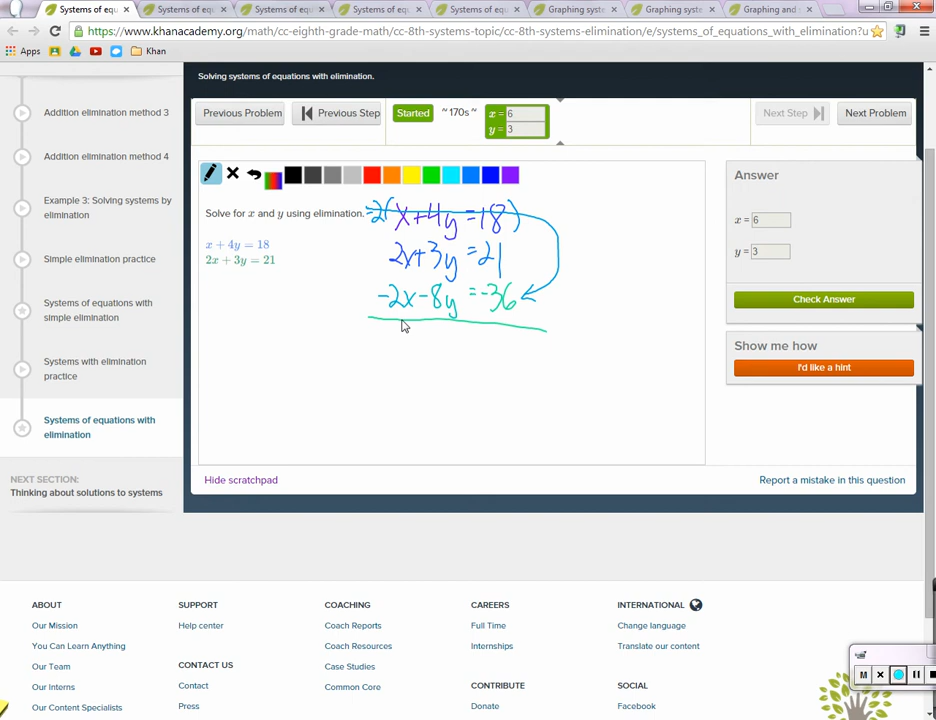 Systems of equ
Systems of equ
Systems of equ
Systems of equ
Systems of equ
Graphing syste
Graphing syste
Graphing and s
https://www.khanacademy.org/math/cc-eighth-grade-math/cc-8th-systems-topic/cc-8th-systems-elimination/e/systems_of_equations_with_elimination?u
Apps
Khan
Addition elimination method 3
Addition elimination method 4
Example 3: Solving systems by
elimination
Simple elimination practice
Systems of equations with
simple elimination
Systems with elimination
practice
Systems of equations with
elimination
NEXT SECTION:
Thinking about solutions to systems
Solving systems of equations with elimination.
Previous Problem
Previous Step
Started
~170s
x = 6
y = 3
Next Step
Next Problem
Solve for x and y using elimination.
x + 4y = 18
2x + 3y = 21
-2(x+4y=18)
2x+3y=21
-2x-8y=-36
Hide scratchpad
Report a mistake in this question
Answer
x = 6
y = 3
Check Answer
Show me how
I'd like a hint
ABOUT
Our Mission
You Can Learn Anything
Our Team
Our Interns
Our Content Specialists
SUPPORT
Help center
CONTACT US
Contact
Press
COACHING
Coach Reports
Coach Resources
Case Studies
Common Core
CAREERS
Full Time
Internships
CONTRIBUTE
Donate
INTERNATIONAL
Change language
Translate our content
SOCIAL
Facebook
M